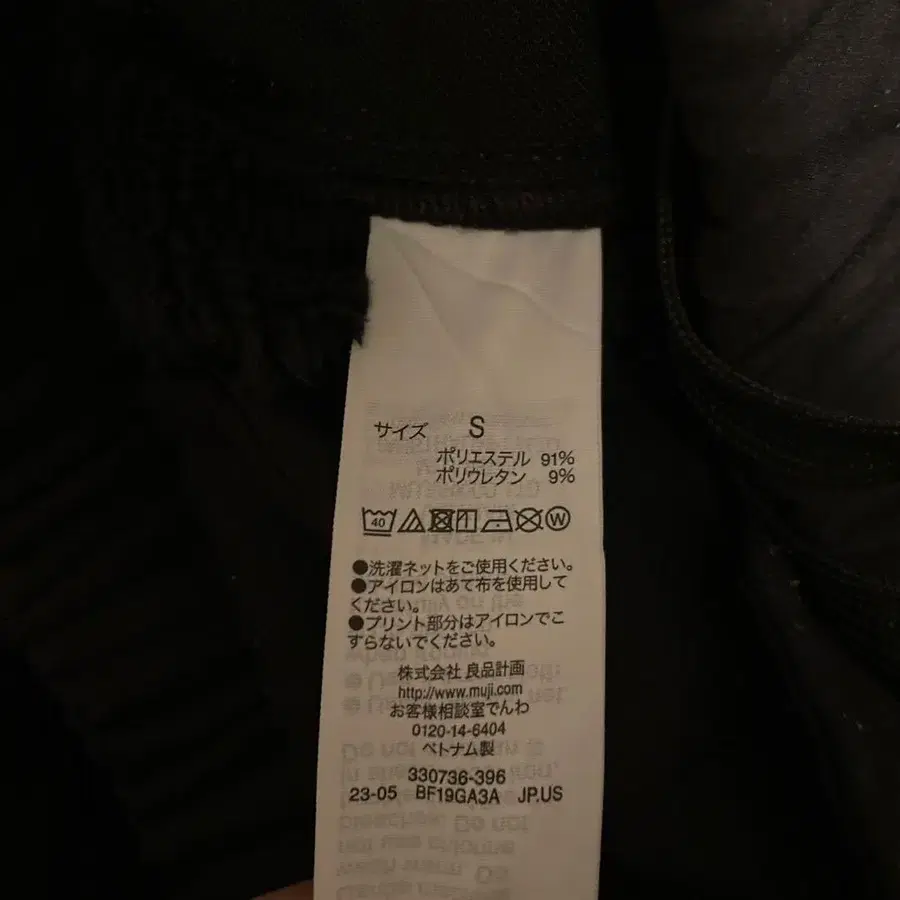 サイズ S
ポリエステル 91%
ポリウレタン 9%
40 W
●洗濯ネットをご使用ください。
●アイロンはあて布を使用して
ください。
●プリント部分はアイロンでこ
すらないでください。
株式会社 良品計画
http://www.muji.com
お客様相談室でんわ
0120-14-6404
ベトナム製
330736-396
23-05 BF19GA3A JP.US